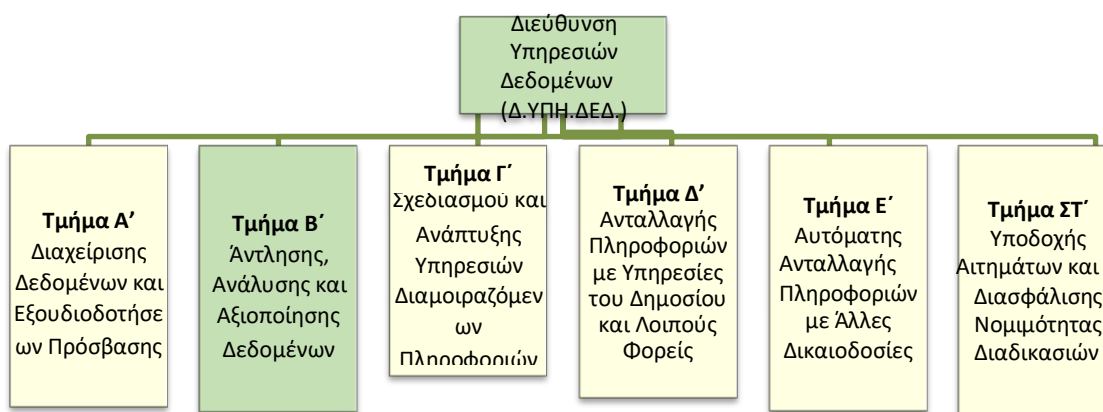 Διεύθυνση
Υπηρεσιών
Δεδομένων
(Δ.ΥΠΗ.ΔΕΔ.)
Τμήμα Α’
Διαχείρισης
Δεδομένων και
Εξουδιοδοτήσε
ων Πρόσβασης
Τμήμα Β΄
Άντλησης,
Ανάλυσης και
Αξιοποίησης
Δεδομένων
Τμήμα Γ΄
Σχεδιασμού και
Ανάπτυξης
Υπηρεσιών
Διαμοιραζόμεν
ων
Πληροφοριών
Τμήμα Δ’
Ανταλλαγής
Πληροφοριών
με Υπηρεσίες
του Δημοσίου
και Λοιπούς
Φορείς
Τμήμα Ε΄
Αυτόματης
Ανταλλαγής
Πληροφοριών
με Άλλες
Δικαιοδοσίες
Τμήμα ΣΤ΄
Υποδοχής
Αιτημάτων και
Διασφάλισης
Νομιμότητας
Διαδικασιών